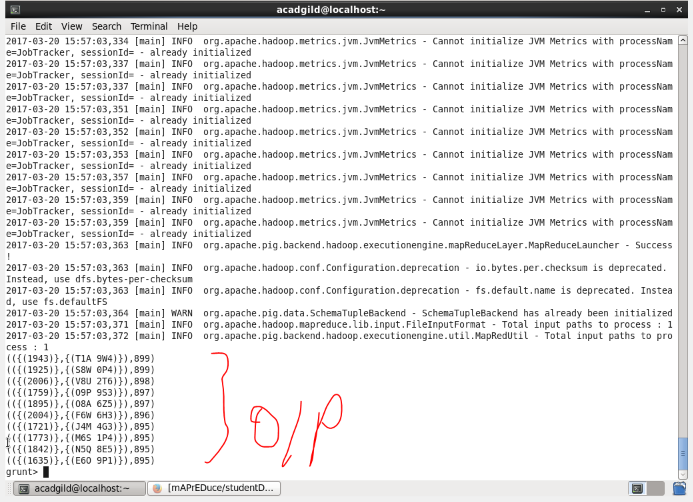 acadgild@localhost:~
File Edit View Search Terminal Help
2017-03-20 15:57:03,334 [main] INFO  org.apache.hadoop.metrics.jvm.JvmMetrics - Cannot initialize JVM Metrics with processNam
e=JobTracker, sessionId= - already initialized
2017-03-20 15:57:03,337 [main] INFO  org.apache.hadoop.metrics.jvm.JvmMetrics - Cannot initialize JVM Metrics with processNam
e=JobTracker, sessionId= - already initialized
2017-03-20 15:57:03,337 [main] INFO  org.apache.hadoop.metrics.jvm.JvmMetrics - Cannot initialize JVM Metrics with processNam
e=JobTracker, sessionId= - already initialized
2017-03-20 15:57:03,351 [main] INFO  org.apache.hadoop.metrics.jvm.JvmMetrics - Cannot initialize JVM Metrics with processNam
e=JobTracker, sessionId= - already initialized
2017-03-20 15:57:03,352 [main] INFO  org.apache.hadoop.metrics.jvm.JvmMetrics - Cannot initialize JVM Metrics with processNam
e=JobTracker, sessionId= - already initialized
2017-03-20 15:57:03,353 [main] INFO  org.apache.hadoop.metrics.jvm.JvmMetrics - Cannot initialize JVM Metrics with processNam
e=JobTracker, sessionId= - already initialized
2017-03-20 15:57:03,357 [main] INFO  org.apache.hadoop.metrics.jvm.JvmMetrics - Cannot initialize JVM Metrics with processNam
e=JobTracker, sessionId= - already initialized
2017-03-20 15:57:03,359 [main] INFO  org.apache.hadoop.metrics.jvm.JvmMetrics - Cannot initialize JVM Metrics with processNam
e=JobTracker, sessionId= - already initialized
2017-03-20 15:57:03,359 [main] INFO  org.apache.hadoop.metrics.jvm.JvmMetrics - Cannot initialize JVM Metrics with processNam
e=JobTracker, sessionId= - already initialized
2017-03-20 15:57:03,363 [main] INFO  org.apache.pig.backend.hadoop.executionengine.mapReduceLayer.MapReduceLauncher - Success
!
2017-03-20 15:57:03,363 [main] INFO  org.apache.hadoop.conf.Configuration.deprecation - io.bytes.per.checksum is deprecated.
Instead, use dfs.bytes-per-checksum
2017-03-20 15:57:03,363 [main] INFO  org.apache.hadoop.conf.Configuration.deprecation - fs.default.name is deprecated. Instea
d, use fs.defaultFS
2017-03-20 15:57:03,364 [main] WARN  org.apache.pig.data.SchemaTupleBackend - SchemaTupleBackend has already been initialized
2017-03-20 15:57:03,371 [main] INFO  org.apache.hadoop.mapreduce.lib.input.FileInputFormat - Total input paths to process : 1
2017-03-20 15:57:03,372 [main] INFO  org.apache.pig.backend.hadoop.executionengine.util.MapRedUtil - Total input paths to pro
cess : 1
(({(1943)},{(T1A 9W4)}),899)
(({(1925)},{(S8W 0P4)}),899)
(({(2006)},{(V8U 2T6)}),898)
(({(1759)},{(O9P 9S3)}),897)
(({(1895)},{(O8A 6Z5)}),897)
(({(2004)},{(F6W 6H3)}),896)
(({(1721)},{(J4M 4G3)}),895)
(({(1773)},{(M6S 1P4)}),895)
(({(1842)},{(N5Q 8E5)}),895)
(({(1635)},{(E6O 9P1)}),895)
o/p
grunt>
acadgild@localhost:~ [mAPrEDuce/studentD...